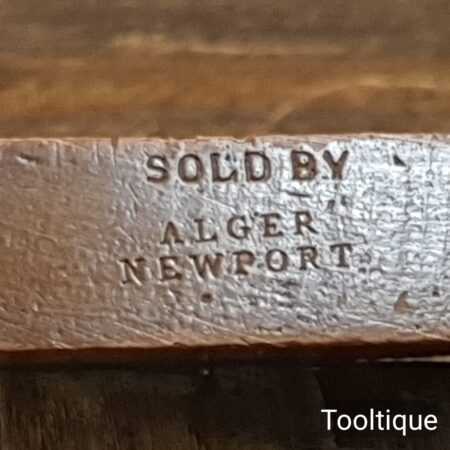 SOLD BY
ALGER
NEWPORT.
Tooltique